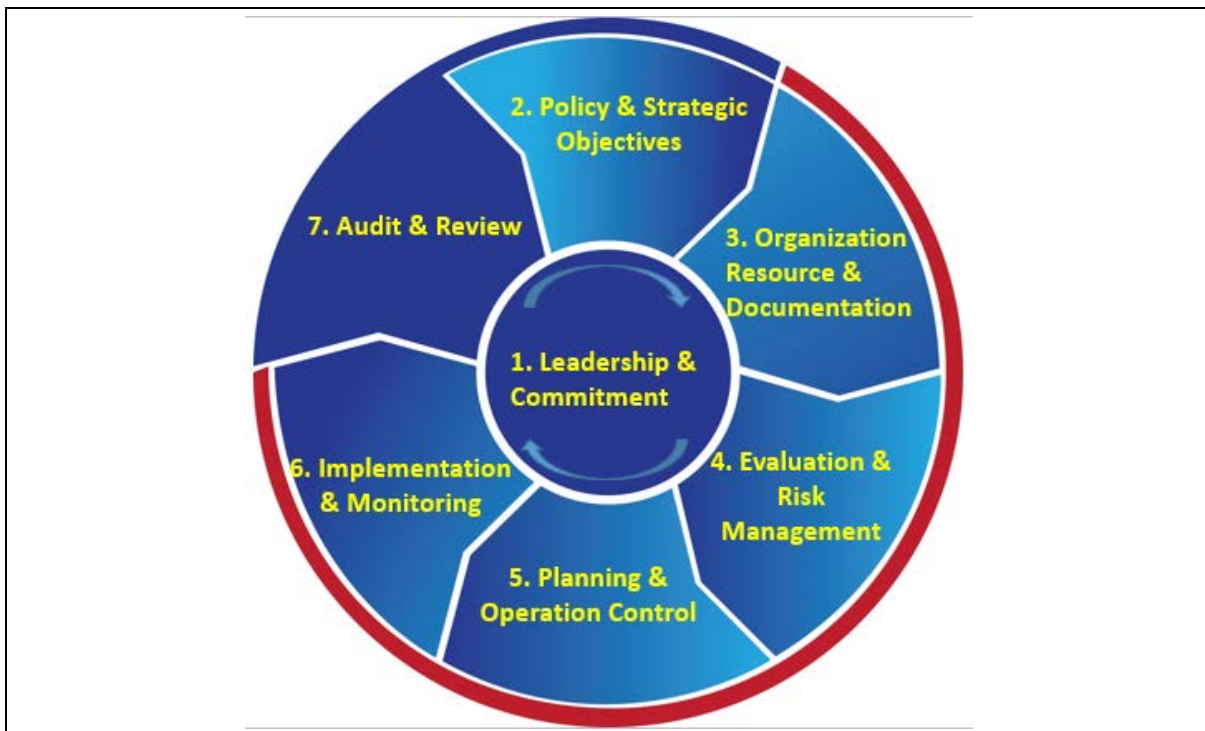 1. Leadership &
Commitment
2. Policy & Strategic
Objectives
3. Organization
Resource &
Documentation
4. Evaluation &
Risk
Management
5. Planning &
Operation Control
6. Implementation
& Monitoring
7. Audit & Review